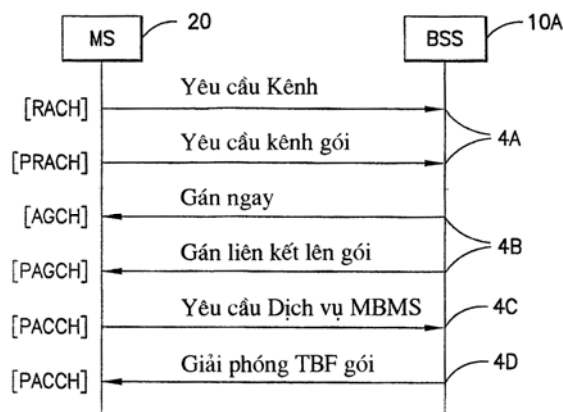 MS
20
BSS
10A
[RACH]
Yêu cầu Kênh
[PRACH]
Yêu cầu kênh gói
4A
[AGCH]
Gán ngay
[PAGCH]
Gán liên kết lên gói
4B
[PACCH]
Yêu cầu Dịch vụ MBMS
4C
[PACCH]
Giải phóng TBF gói
4D